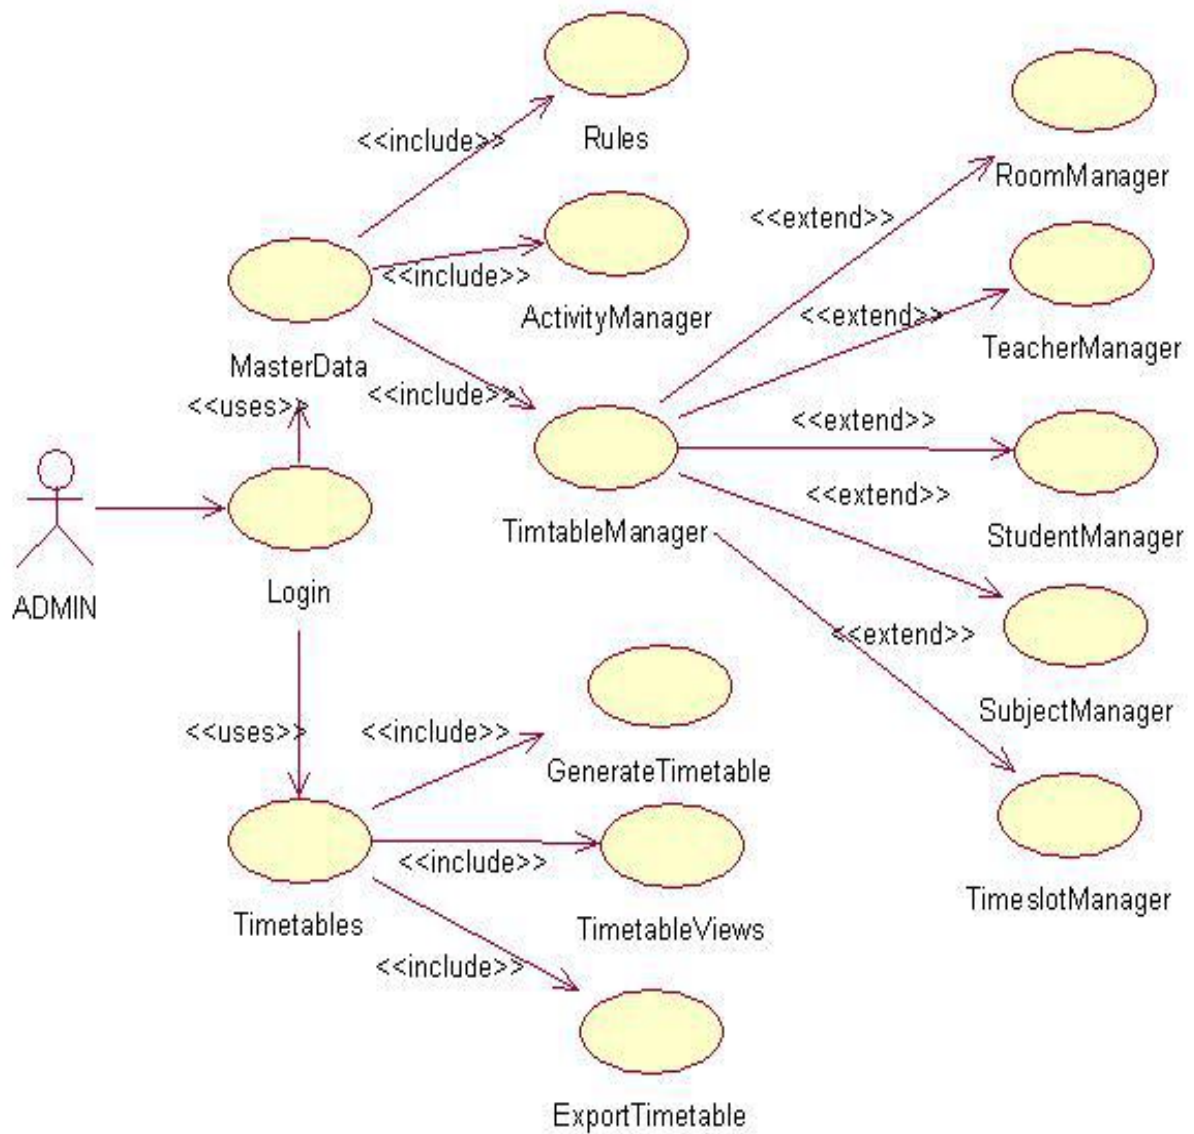 Rules
<<include>>
RoomManager
<<extend>>
<<include>>
ActivityManager
<<extend>>
TeacherManager
MasterData
<<include>>
<<uses>>
<<extend>>
<<extend>>
TimtableManager
StudentManager
Login
ADMIN
<<extend>>
SubjectManager
<<uses>>
<<include>>
GenerateTimetable
<<include>>
TimeslotManager
Timetables
TimetableViews
<<include>>
ExportTimetable